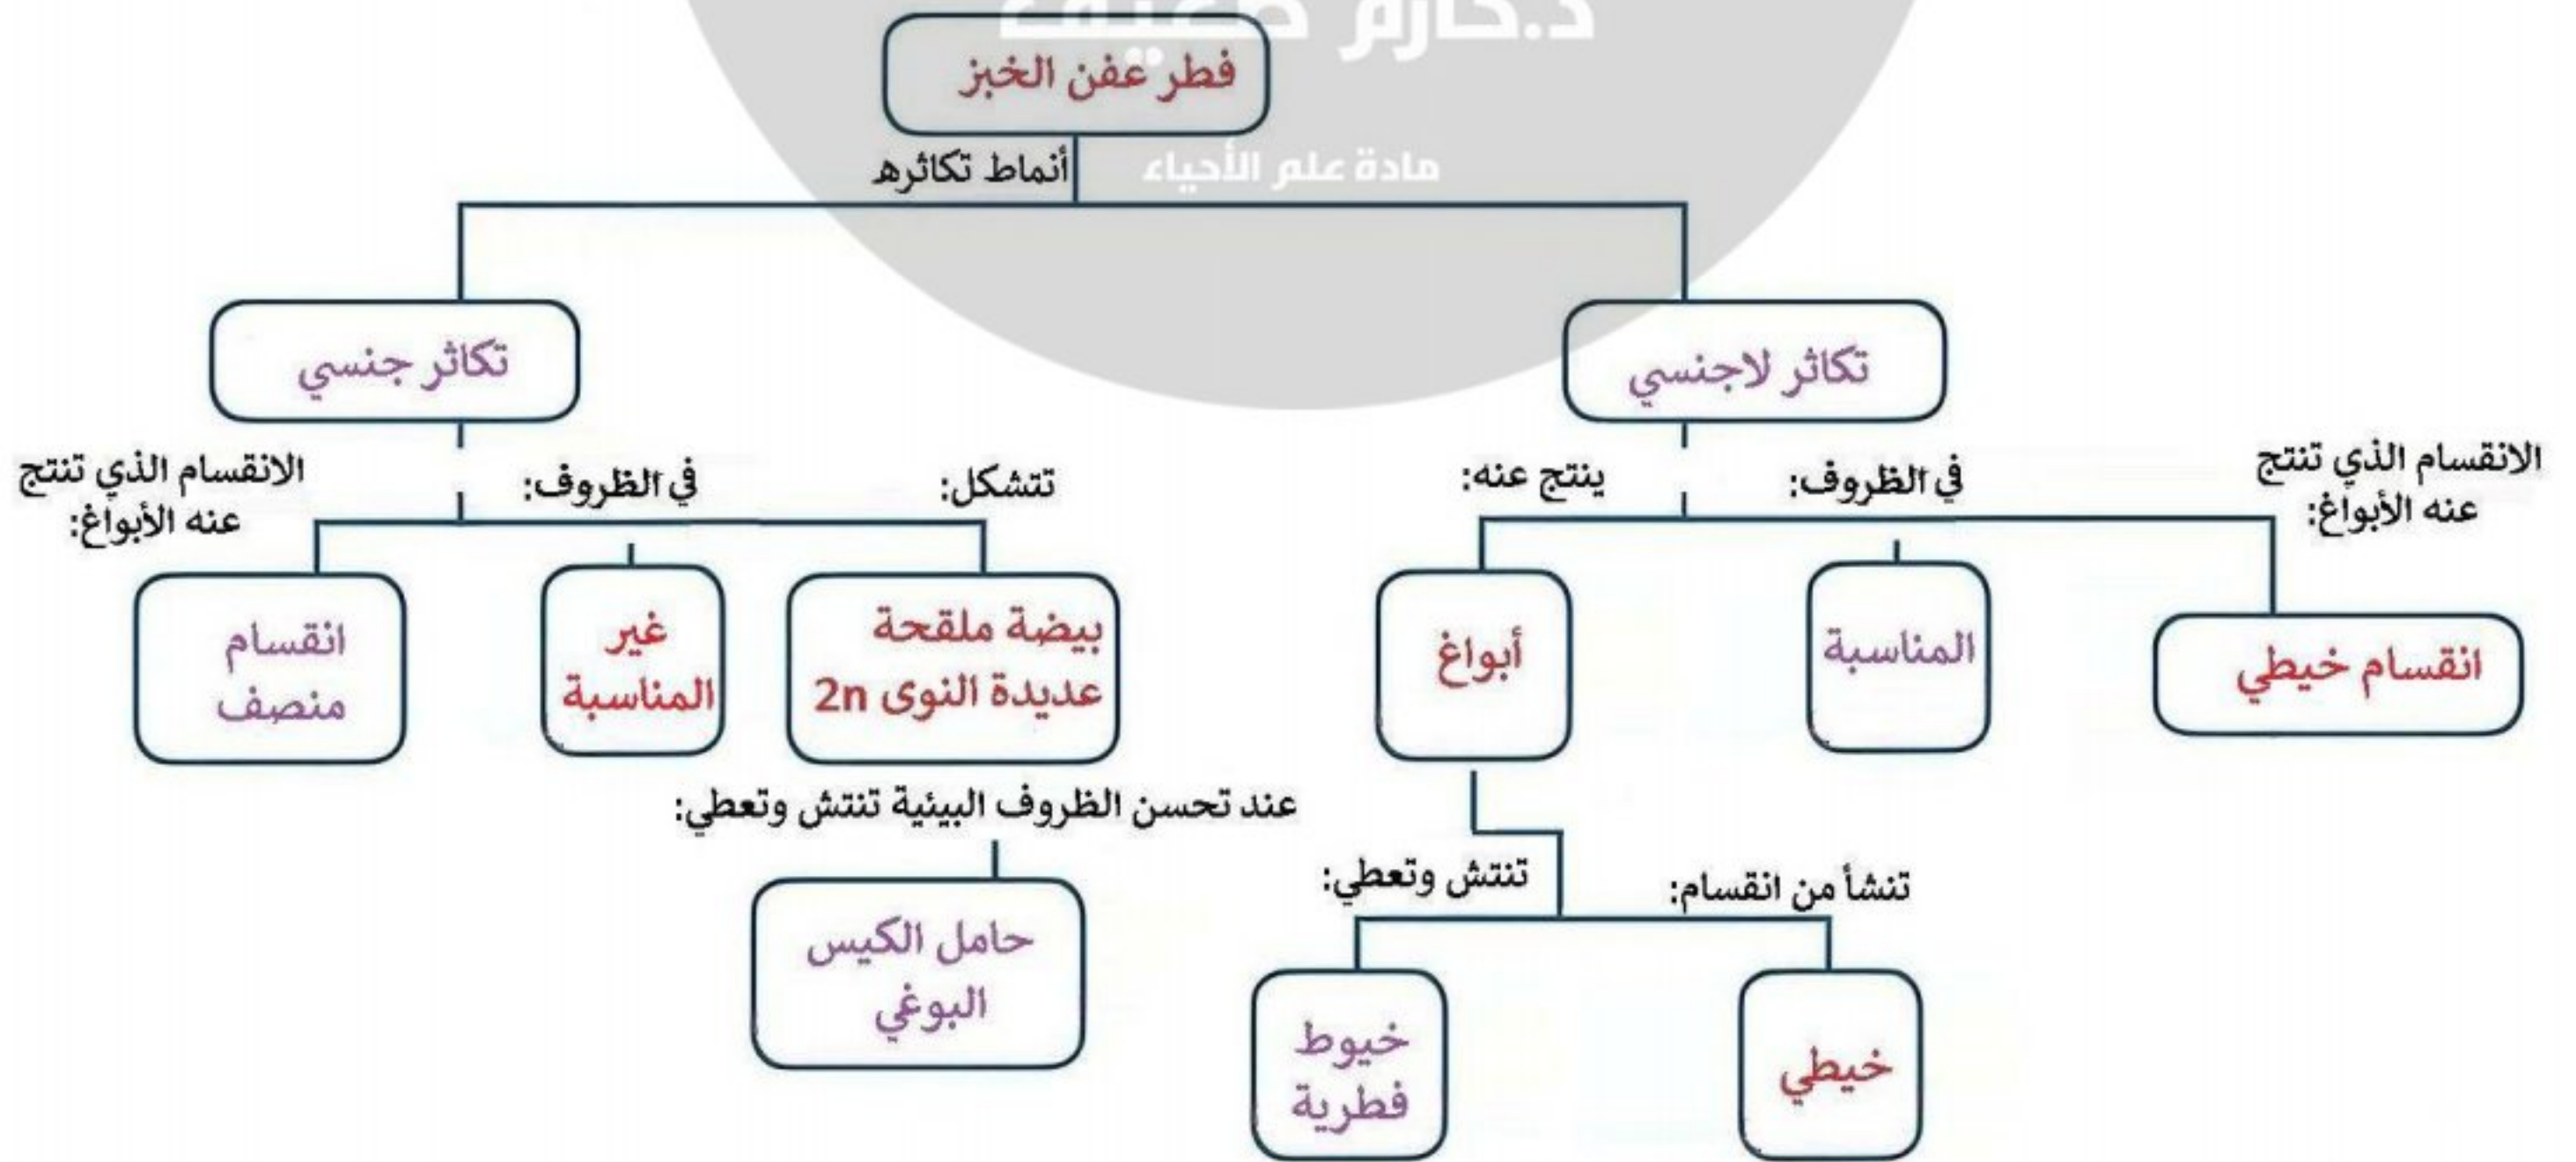 د.حازم ضعيف
فطر عفن الخبز
مادة علم الأحياء
أنماط تكاثره
تكاثر لاجنسي
تكاثر جنسي
الانقسام الذي تنتج
عنه الأبواغ:
في الظروف:
ينتج عنه:
تتشكل:
في الظروف:
الانقسام الذي تنتج
عنه الأبواغ:
انقسام خيطي
المناسبة
أبواغ
بيضة ملقحة
عديدة النوى 2n
غير
المناسبة
انقسام
منصف
عند تحسن الظروف البيئية تنتش وتعطي:
تنشأ من انقسام:
تنتش وتعطي:
حامل الكيس
البوغي
خيطي
خيوط
فطرية